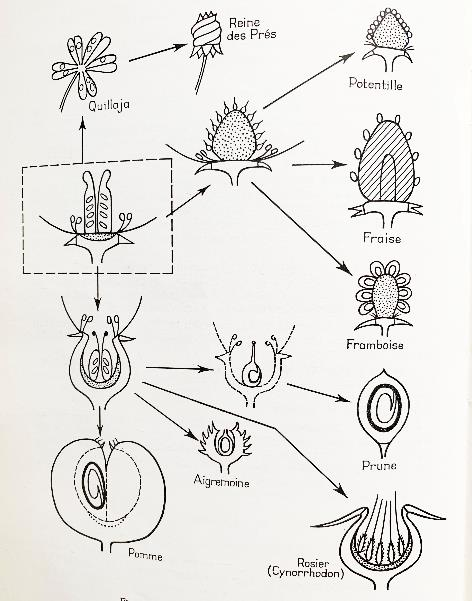 Reine
des Prés
Quillaja
Potentille
Fraise
Framboise
Prune
Aigremoine
Pomme
Rosier
(Cynorrhodon)